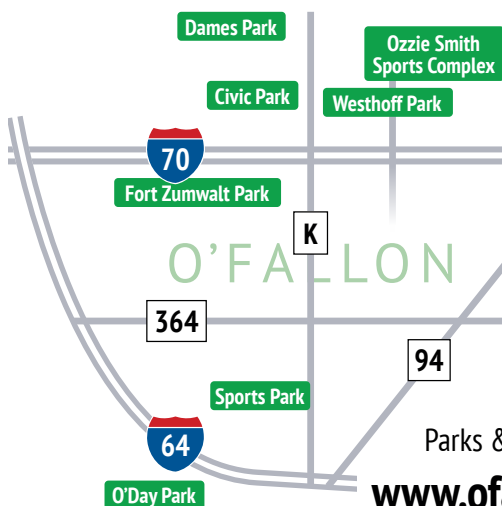 Dames Park
Ozzie Smith
Sports Complex
Civic Park
Westhoff Park
70
Fort Zumwalt Park
K
O'FALLON
364
94
Sports Park
64
O'Day Park
Parks &
www.ofa